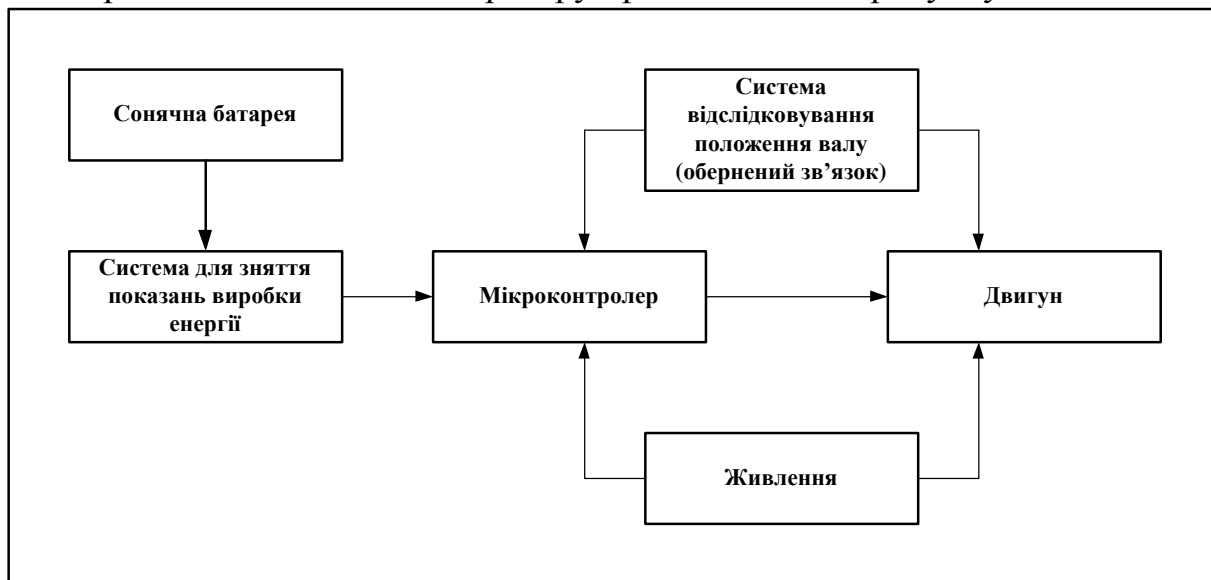 Сонячна батарея
Система
відслідковування
положення валу
(обернений зв’язок)
Система для зняття
показань виробки
енергії
Мікроконтролер
Двигун
Живлення